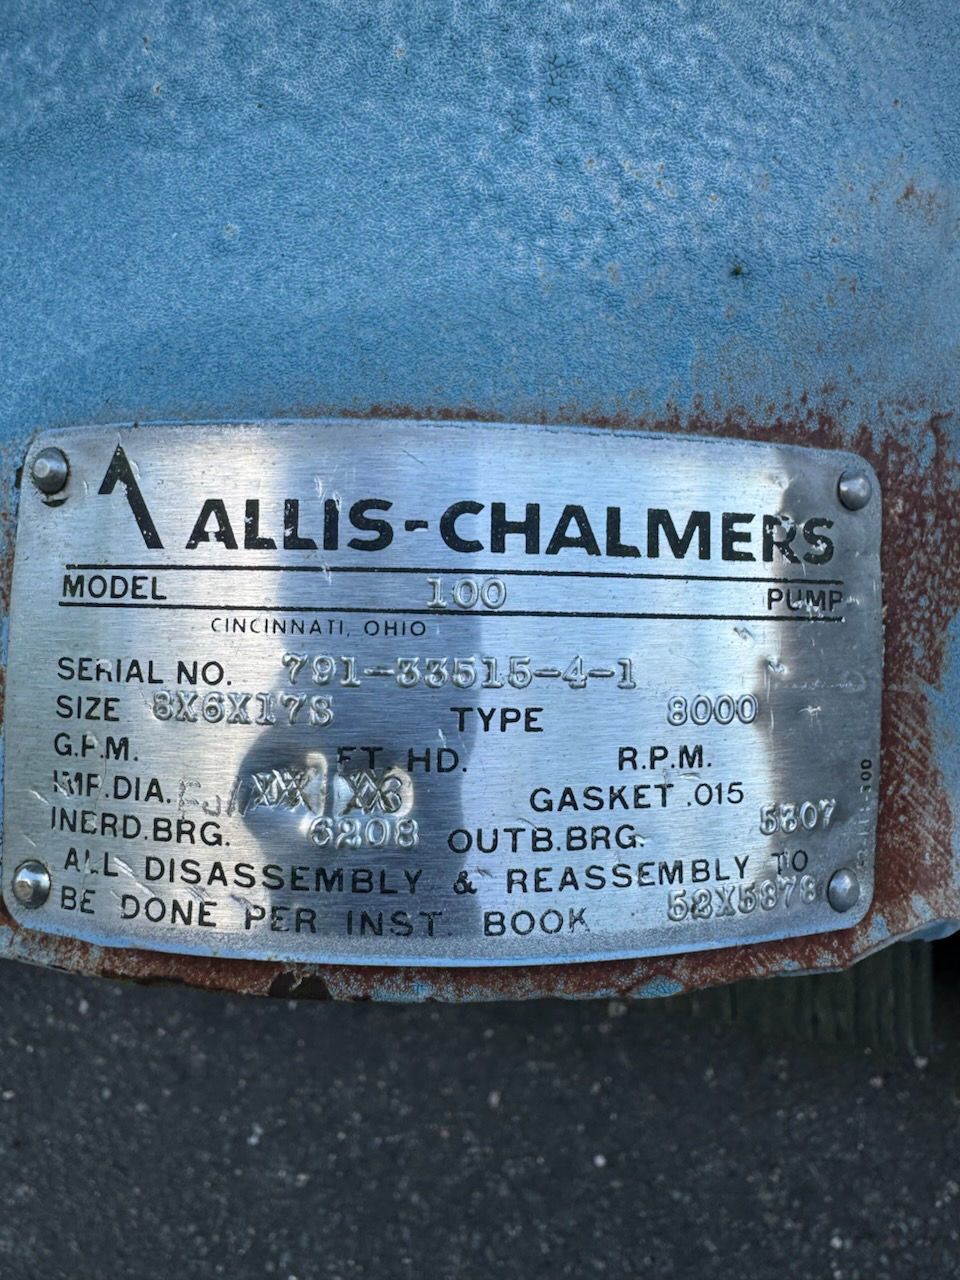 ALLIS-CHALMERS
MODEL 100 PUMP
CINCINNATI, OHIO
SERIAL NO. 791-33515-4-1
SIZE 8X6X17S TYPE 8000
G.P.M. FT. HD. R.P.M.
IMP.DIA. GASKET .015
INBRD.BRG. 6208 OUTB.BRG. 5307
ALL DISASSEMBLY & REASSEMBLY TO
BE DONE PER INST. BOOK 52X5878